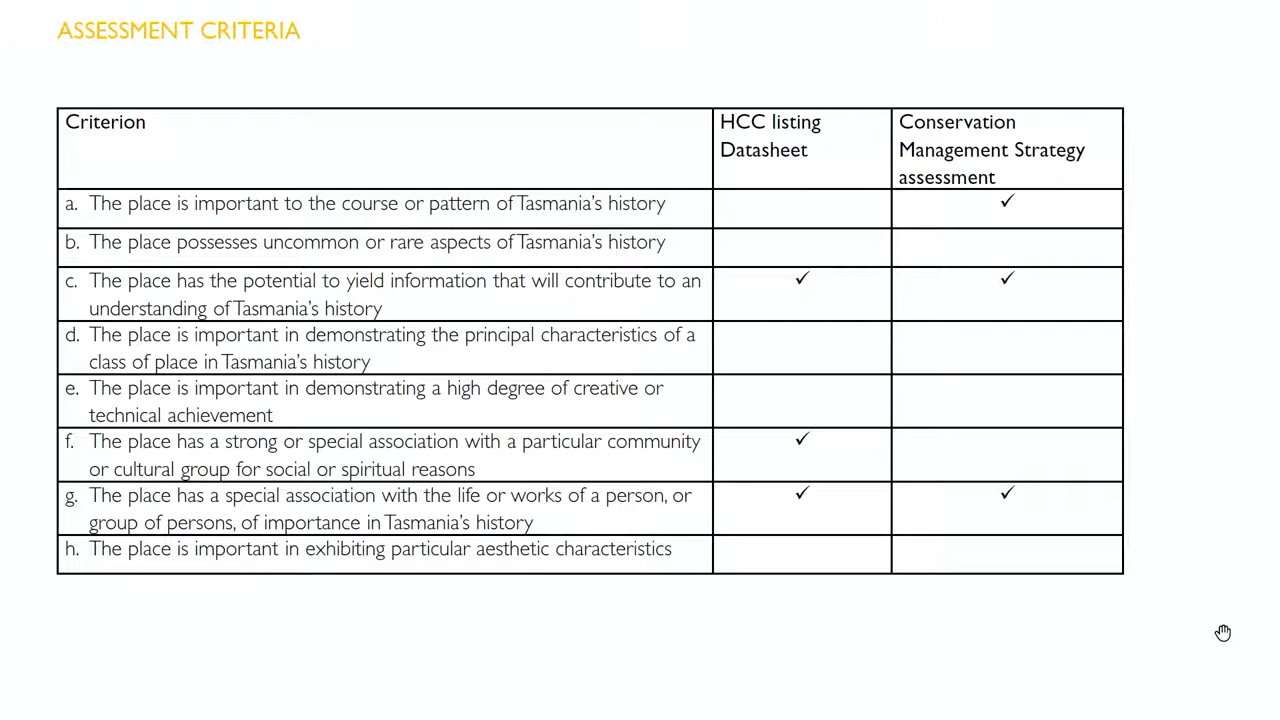 ASSESSMENT CRITERIA
Criterion
HCC listing
Datasheet
Conservation
Management Strategy
assessment
a. The place is important to the course or pattern of Tasmania's history
✓
b. The place possesses uncommon or rare aspects of Tasmania's history
c. The place has the potential to yield information that will contribute to an
understanding of Tasmania's history
✓
✓
d. The place is important in demonstrating the principal characteristics of a
class of place in Tasmania's history
e. The place is important in demonstrating a high degree of creative or
technical achievement
f. The place has a strong or special association with a particular community
or cultural group for social or spiritual reasons
✓
g. The place has a special association with the life or works of a person, or
group of persons, of importance in Tasmania's history
✓
✓
h. The place is important in exhibiting particular aesthetic characteristics